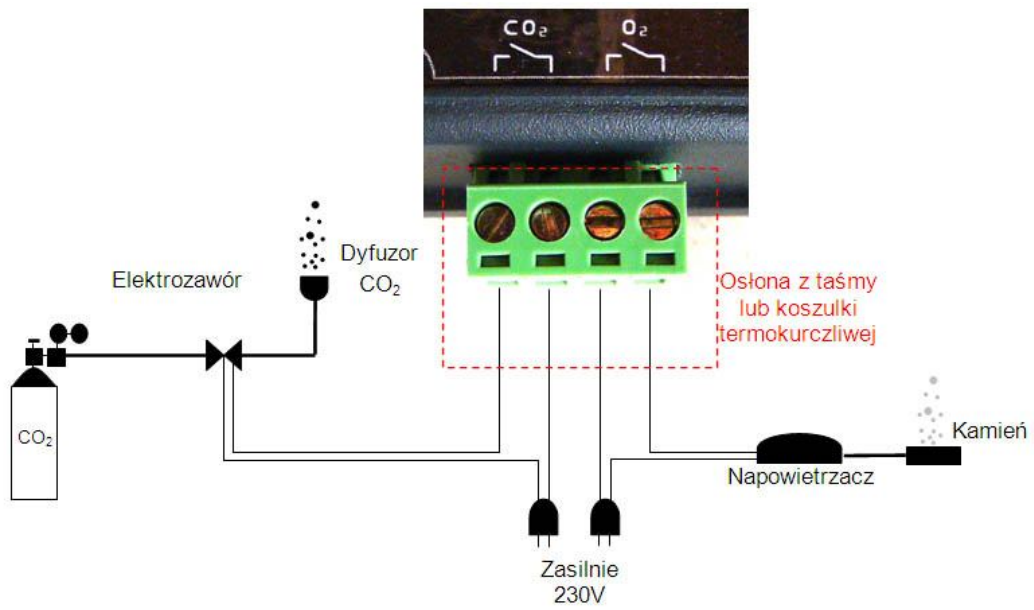 CO₂ O₂
Elektrozawór
Dyfuzor
CO₂
Osłona z taśmy
lub koszulki
termokurczliwej
CO₂
Kamień
Napowietrzacz
Zasilnie
230V